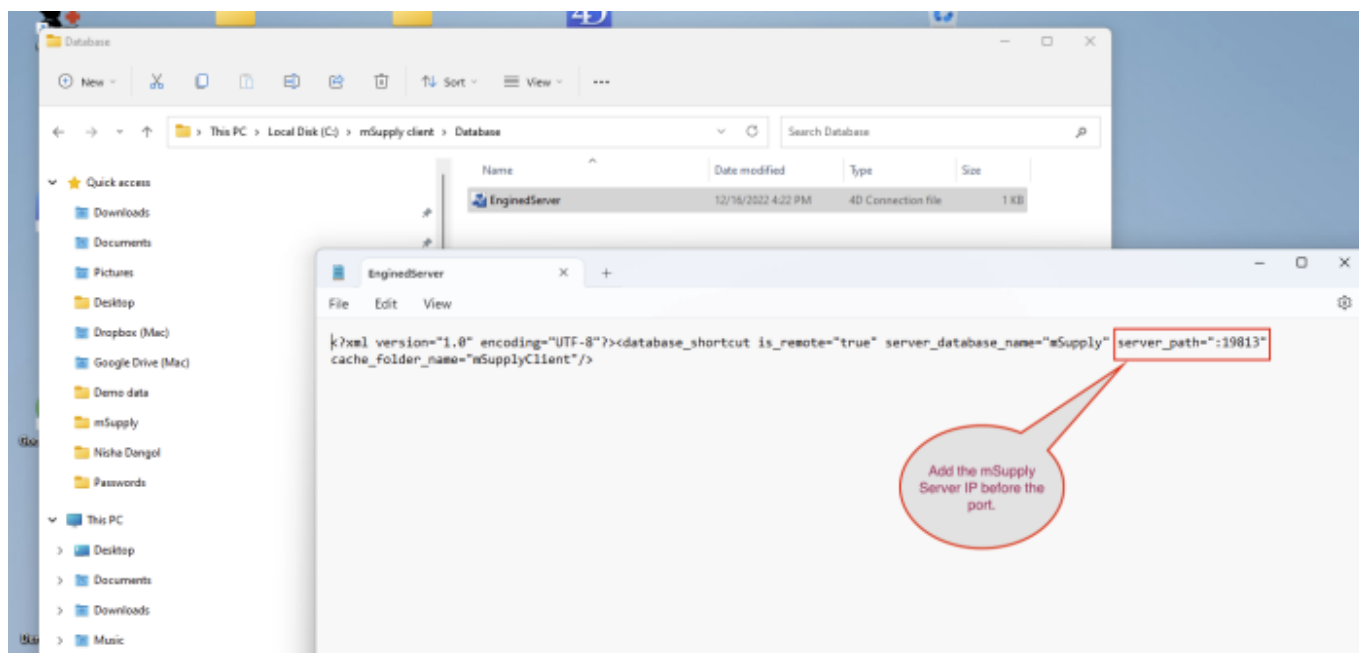 4D
Database
New
Sort
View
This PC > Local Disk (C:) > mSupply client > Database
Search Database
Name
Date modified
Type
Size
EnginedServer
12/16/2022 4:22 PM
4D Connection file
1 KB
Quick access
Downloads
Documents
Pictures
Desktop
Dropbox (Mac)
Google Drive (Mac)
Demo data
mSupply
Nisha Dangol
Passwords
This PC
Desktop
Documents
Downloads
Music
EnginedServer
File Edit View
<?xml version="1.0" encoding="UTF-8"?><database_shortcut is_remote="true" server_database_name="mSupply" server_path=":19813"
cache_folder_name="mSupplyClient"/>
Add the mSupply
Server IP before the
port.